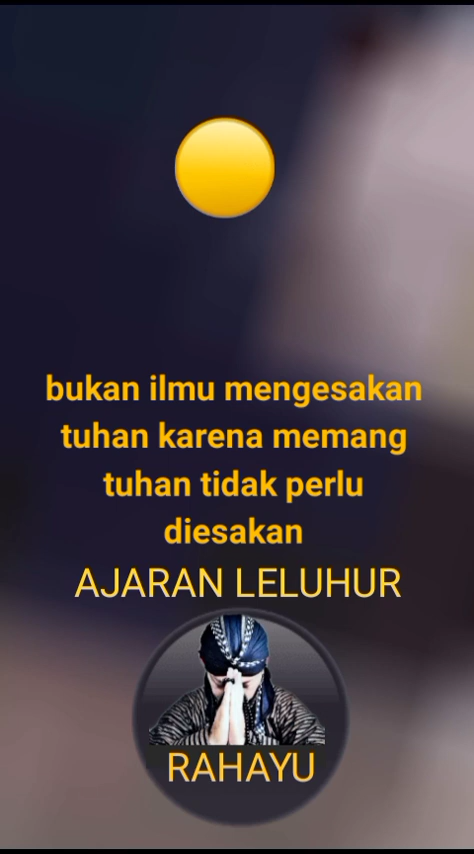 bukan ilmu mengesakan
tuhan karena memang
tuhan tidak perlu
diesakan
AJARAN LELUHUR
RAHAYU